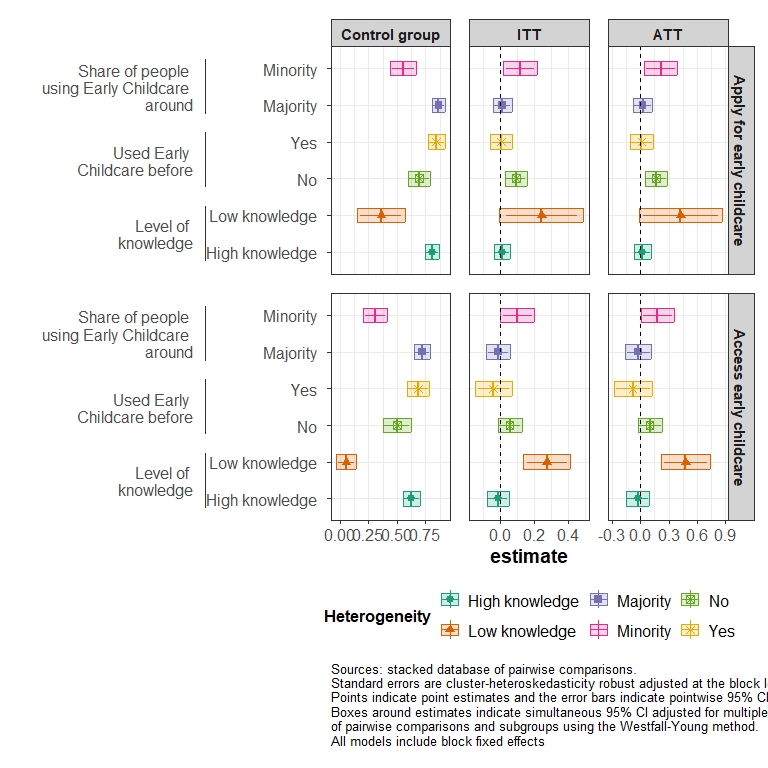 Control group
ITT
ATT
Share of people
using Early Childcare
around
Minority
Majority
Used Early
Childcare before
Yes
No
Level of
knowledge
Low knowledge
High knowledge
Apply for early childcare
Share of people
using Early Childcare
around
Minority
Majority
Used Early
Childcare before
Yes
No
Level of
knowledge
Low knowledge
High knowledge
Access early childcare
0.00 0.25 0.50 0.75
0.0 0.2 0.4
-0.3 0.0 0.3 0.6 0.9
estimate
Heterogeneity
High knowledge
Majority
No
Low knowledge
Minority
Yes
Sources: stacked database of pairwise comparisons.
Standard errors are cluster-heteroskedasticity robust adjusted at the block l
Points indicate point estimates and the error bars indicate pointwise 95% CI
Boxes around estimates indicate simultaneous 95% CI adjusted for multiple
of pairwise comparisons and subgroups using the Westfall-Young method.
All models include block fixed effects